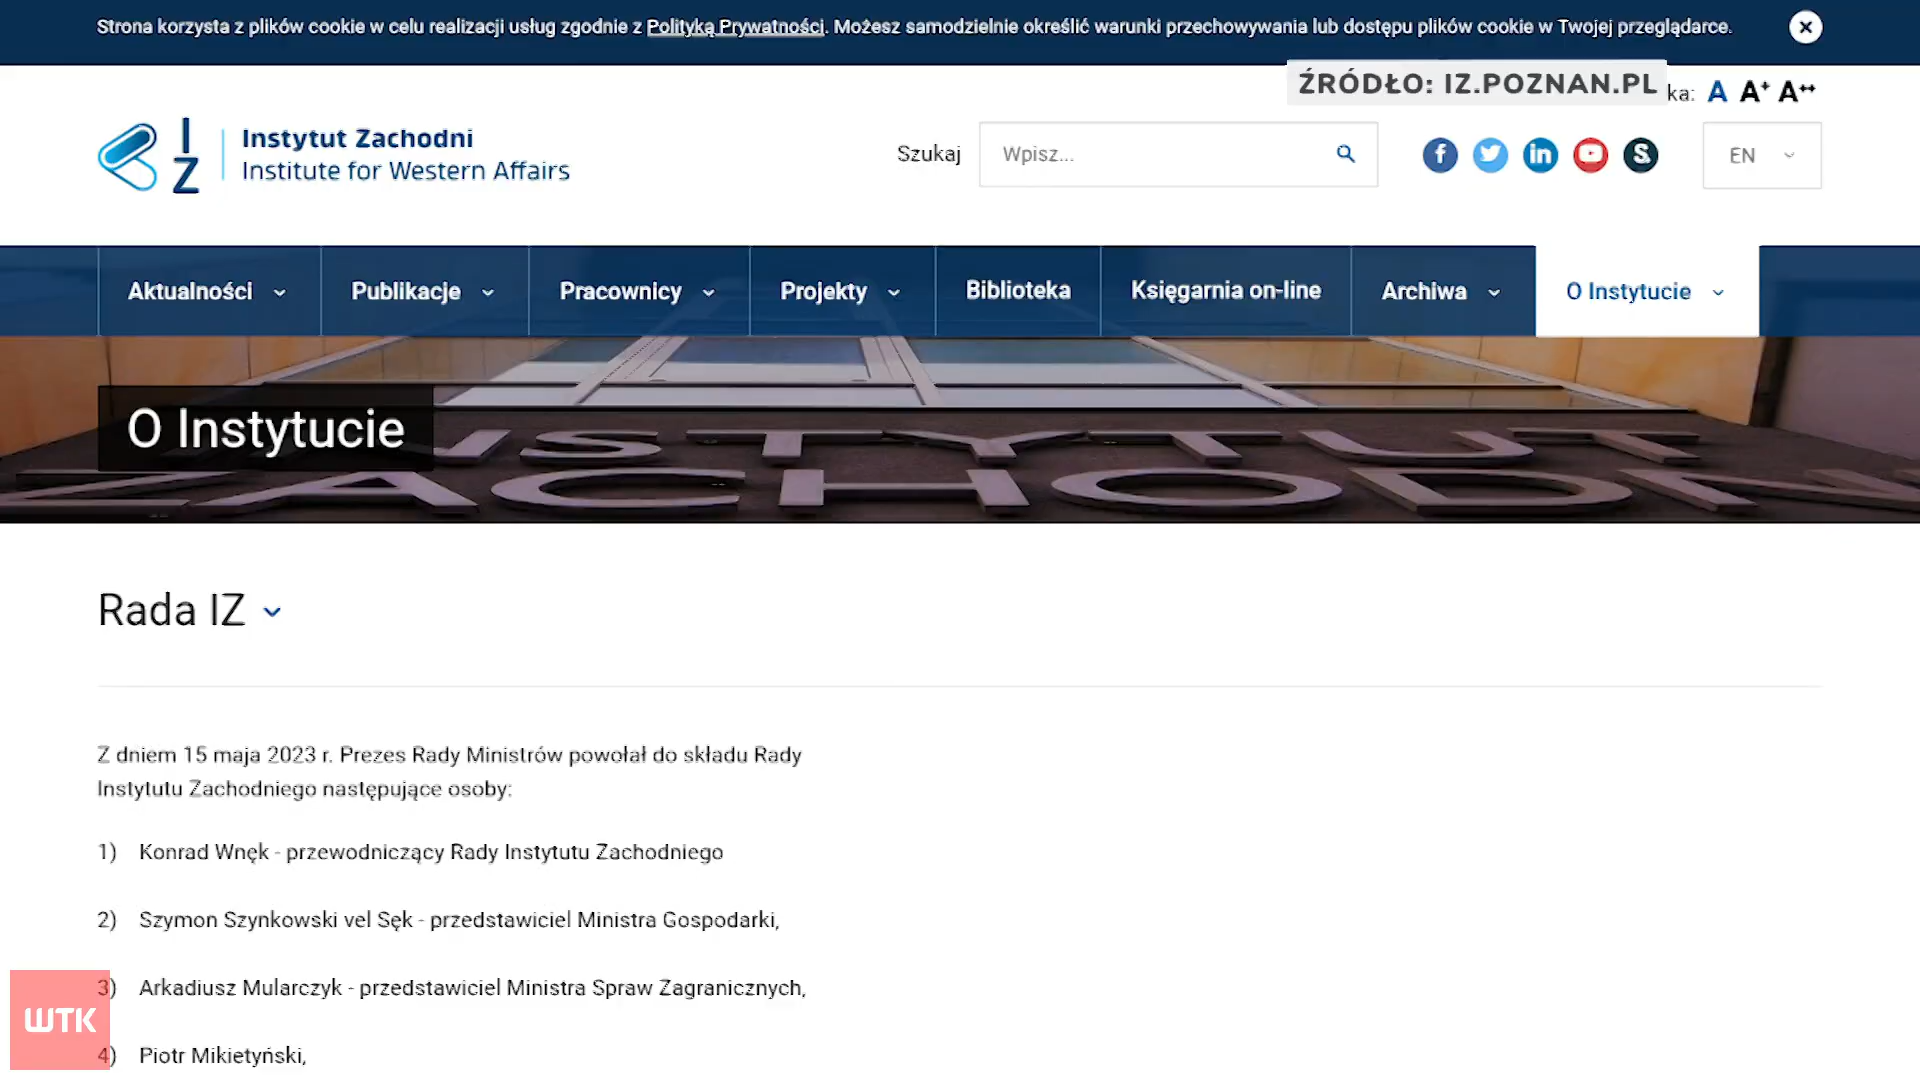 Strona korzysta z plików cookie w celu realizacji usług zgodnie z Polityką Prywatności. Możesz samodzielnie określić warunki przechowywania lub dostępu plików cookie w Twojej przeglądarce.
ŹRÓDŁO: IZ.POZNAN.PL
ka: A A+ A++
IZ
Instytut Zachodni
Institute for Western Affairs
Szukaj
Wpisz...
EN
Aktualności Publikacje Pracownicy Projekty Biblioteka Księgarnia on-line Archiwa O Instytucie
O Instytucie
USTYTUT
ZACHODN
Rada IZ
Z dniem 15 maja 2023 r. Prezes Rady Ministrów powołał do składu Rady
Instytutu Zachodniego następujące osoby:
1) Konrad Wnęk - przewodniczący Rady Instytutu Zachodniego
2) Szymon Szynkowski vel Sęk - przedstawiciel Ministra Gospodarki,
3) Arkadiusz Mularczyk - przedstawiciel Ministra Spraw Zagranicznych,
4) Piotr Mikietyński,
WTK